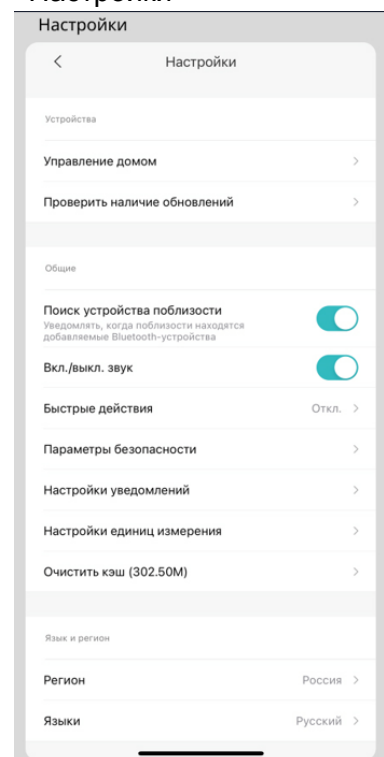 Настройки
Настройки
Устройства
Управление домом
Проверить наличие обновлений
Общие
Поиск устройства поблизости
Уведомлять, когда поблизости находятся
добавляемые Bluetooth-устройства
Вкл./выкл. звук
Быстрые действия Откл.
Параметры безопасности
Настройки уведомлений
Настройки единиц измерения
Очистить кэш (302.50M)
Язык и регион
Регион Россия
Языки Русский